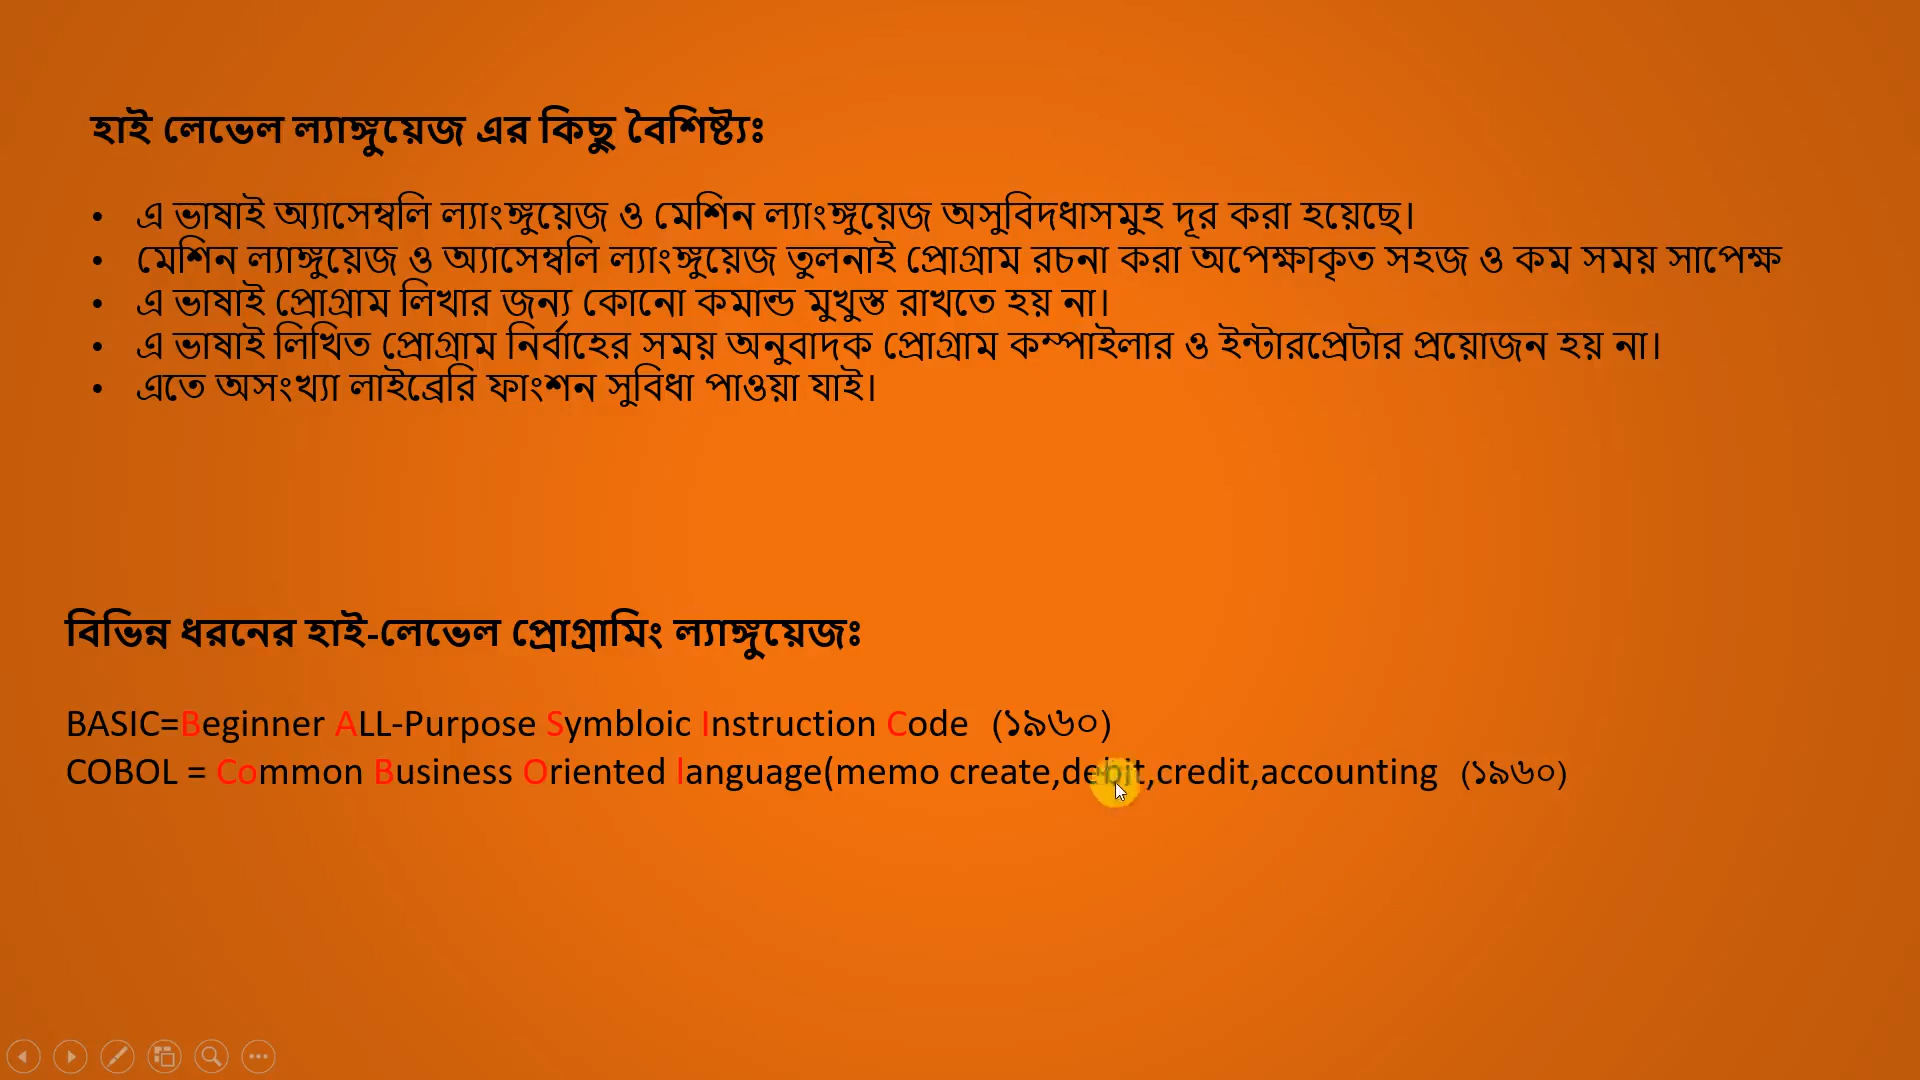 হাই লেভেল ল্যাঙ্গুয়েজ এর কিছু বৈশিষ্ট্যঃ
• এ ভাষাই অ্যাসেম্বলি ল্যাংঙ্গুয়েজ ও মেশিন ল্যাংঙ্গুয়েজ অসুবিদধাসমুহ দূর করা হয়েছে।
• মেশিন ল্যাঙ্গুয়েজ ও অ্যাসেম্বলি ল্যাংঙ্গুয়েজ তুলনাই প্রোগ্রাম রচনা করা অপেক্ষাকৃত সহজ ও কম সময় সাপেক্ষ
• এ ভাষাই প্রোগ্রাম লিখার জন্য কোনো কমান্ড মুখুস্ত রাখতে হয় না।
• এ ভাষাই লিখিত প্রোগ্রাম নির্বাহের সময় অনুবাদক প্রোগ্রাম কম্পাইলার ও ইন্টারপ্রেটার প্রয়োজন হয় না।
• এতে অসংখ্যা লাইব্রেরি ফাংশন সুবিধা পাওয়া যাই।
বিভিন্ন ধরনের হাই-লেভেল প্রোগ্রামিং ল্যাঙ্গুয়েজঃ
BASIC=Beginner ALL-Purpose Symbloic Instruction Code (১৯৬০)
COBOL = Common Business Oriented language(memo create,debit,credit,accounting (১৯৬০)